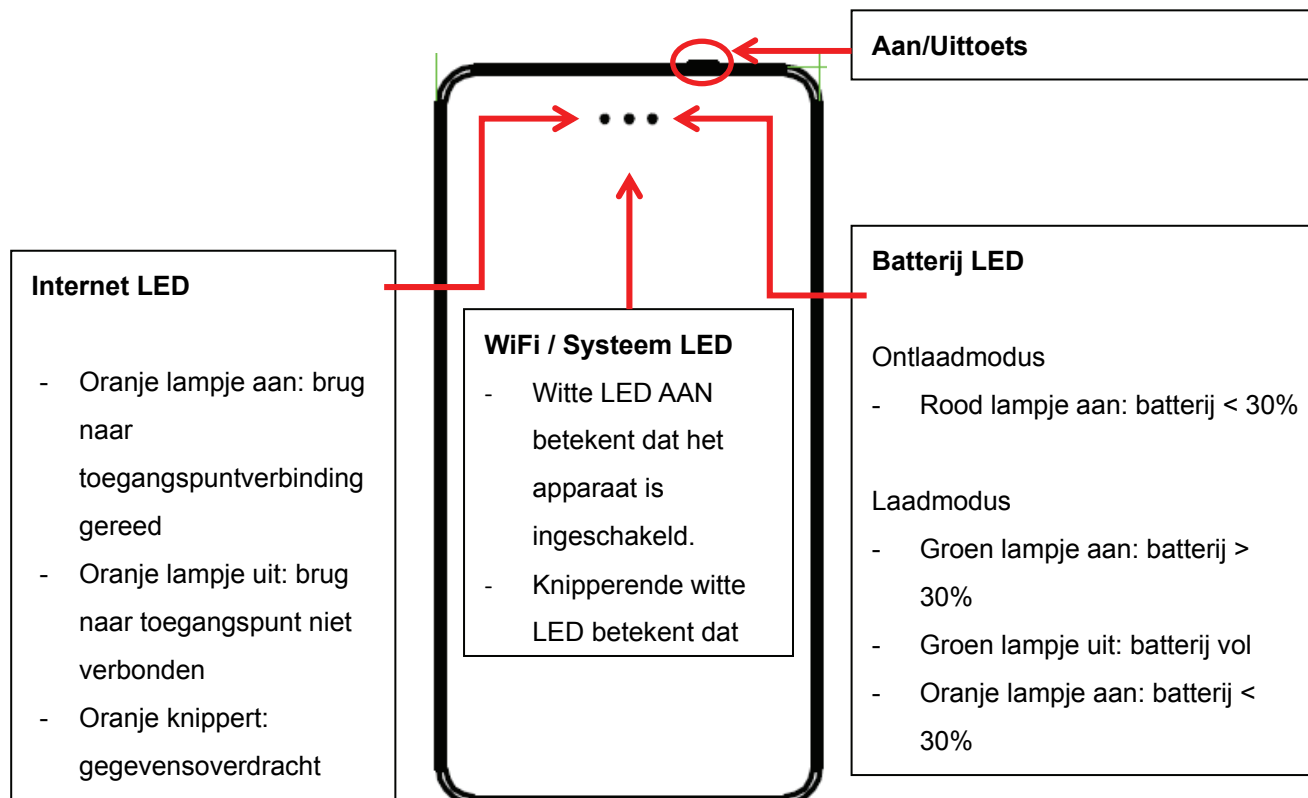 Aan/Uittoets
Internet LED
- Oranje lampje aan: brug
naar
toegangspuntverbinding
gereed
- Oranje lampje uit: brug
naar toegangspunt niet
verbonden
- Oranje knippert:
gegevensoverdracht
WiFi / Systeem LED
- Witte LED AAN
betekent dat het
apparaat is
ingeschakeld.
- Knipperende witte
LED betekent dat
Batterij LED
Ontlaadmodus
- Rood lampje aan: batterij < 30%
Laadmodus
- Groen lampje aan: batterij >
30%
- Groen lampje uit: batterij vol
- Oranje lampje aan: batterij <
30%